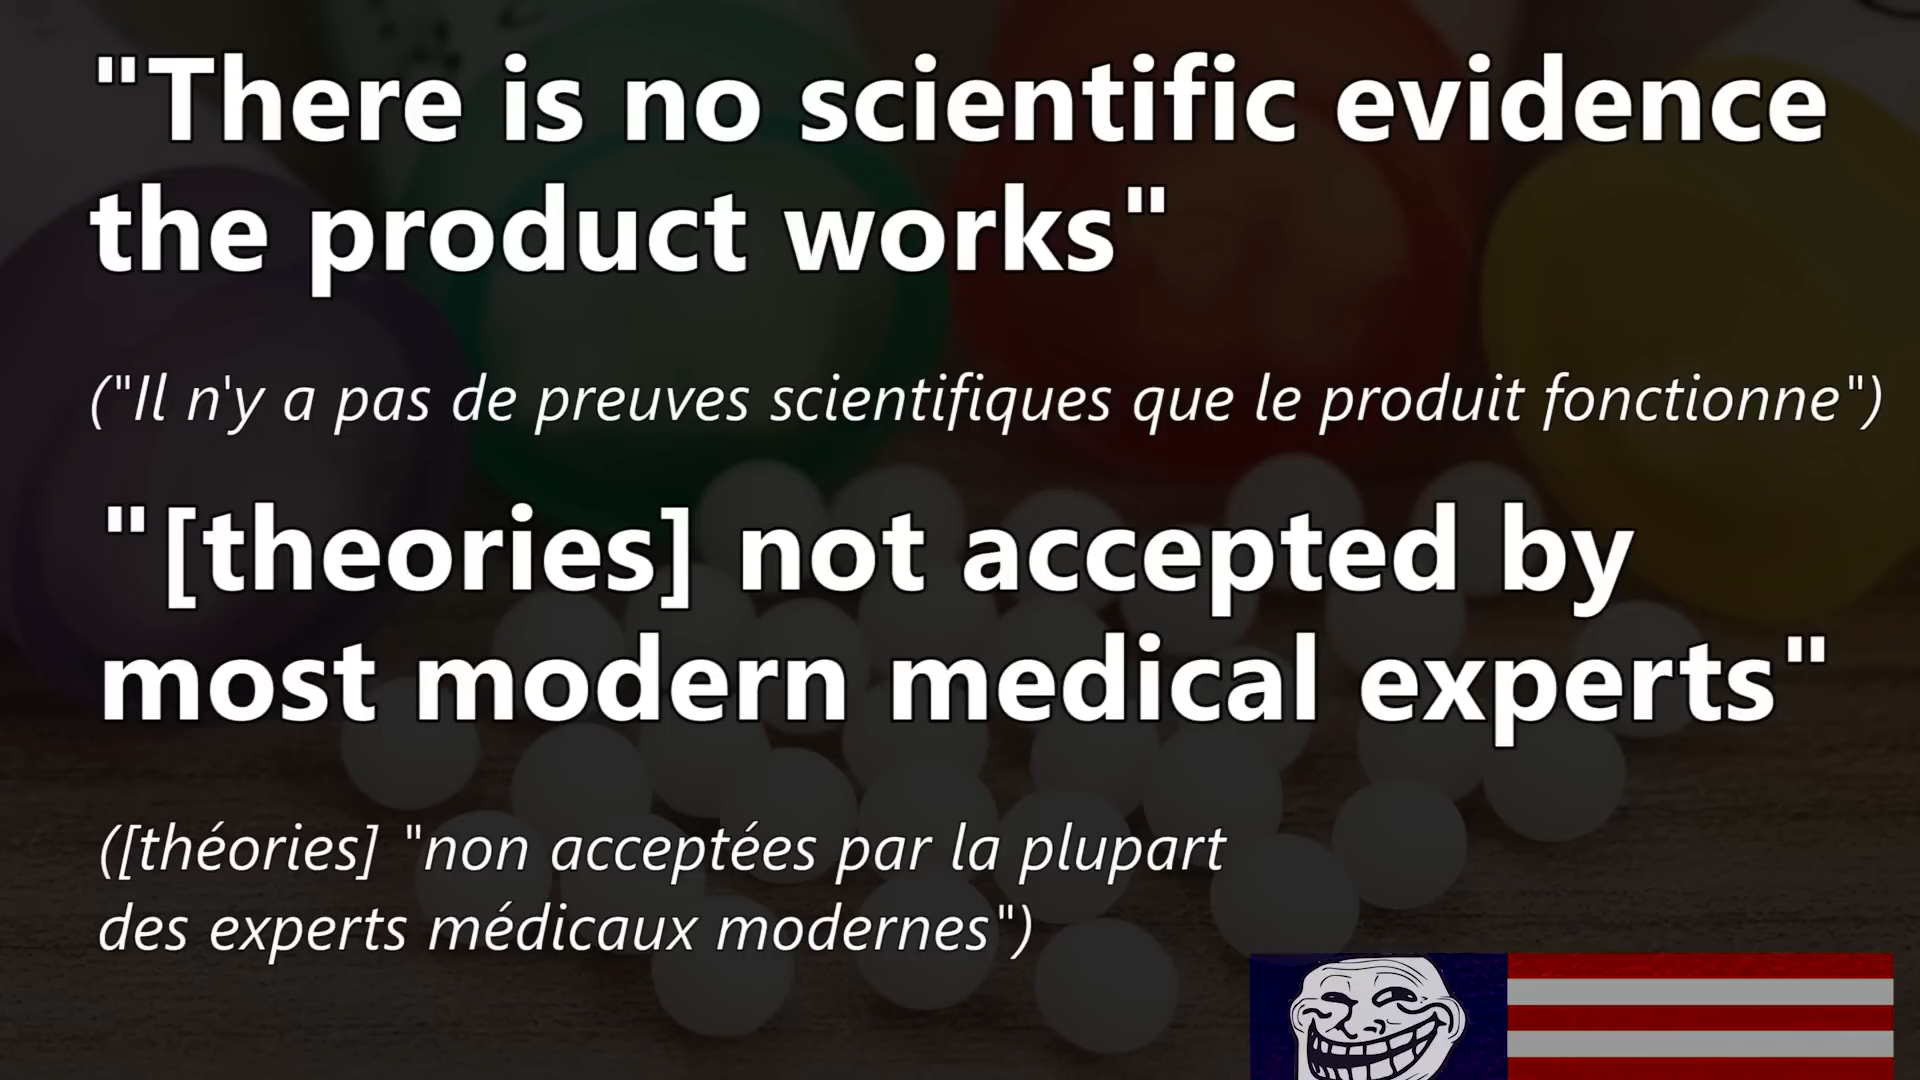 "There is no scientific evidence
the product works"
("Il n'y a pas de preuves scientifiques que le produit fonctionne")
"[theories] not accepted by
most modern medical experts"
([théories] "non acceptées par la plupart
des experts médicaux modernes")